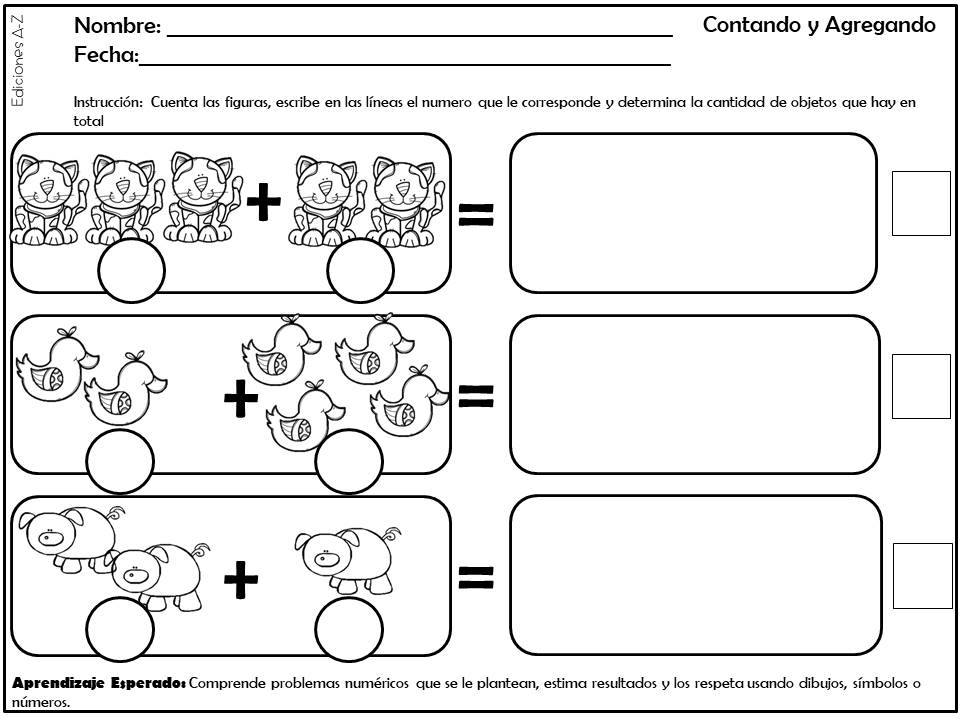 Ediciones A-Z
Nombre: ____________________ Contando y Agregando
Fecha: ____________________
Instrucción: Cuenta las figuras, escribe en las líneas el numero que le corresponde y determina la cantidad de objetos que hay en
total
+ =
+ =
+ =
Aprendizaje Esperado: Comprende problemas numéricos que se le plantean, estima resultados y los respeta usando dibujos, símbolos o
números.